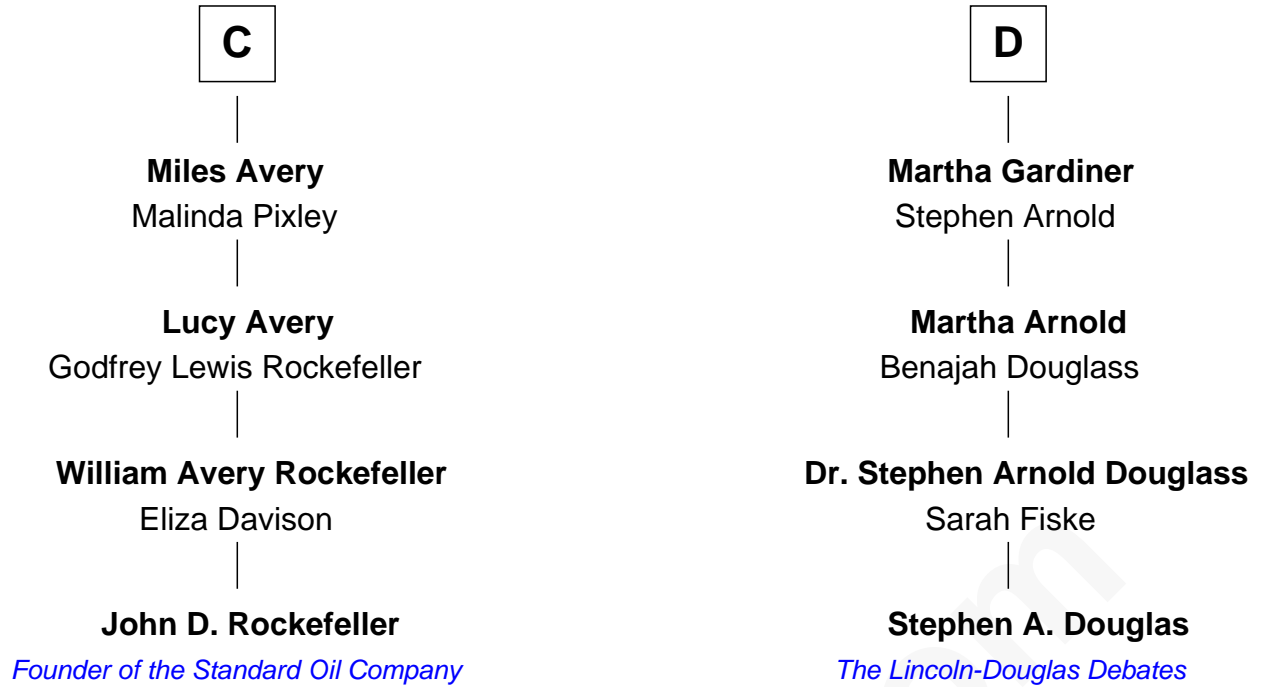 C
Miles Avery
Malinda Pixley
Lucy Avery
Godfrey Lewis Rockefeller
William Avery Rockefeller
Eliza Davison
John D. Rockefeller
Founder of the Standard Oil Company
D
Martha Gardiner
Stephen Arnold
Martha Arnold
Benajah Douglass
Dr. Stephen Arnold Douglass
Sarah Fiske
Stephen A. Douglas
The Lincoln-Douglas Debates